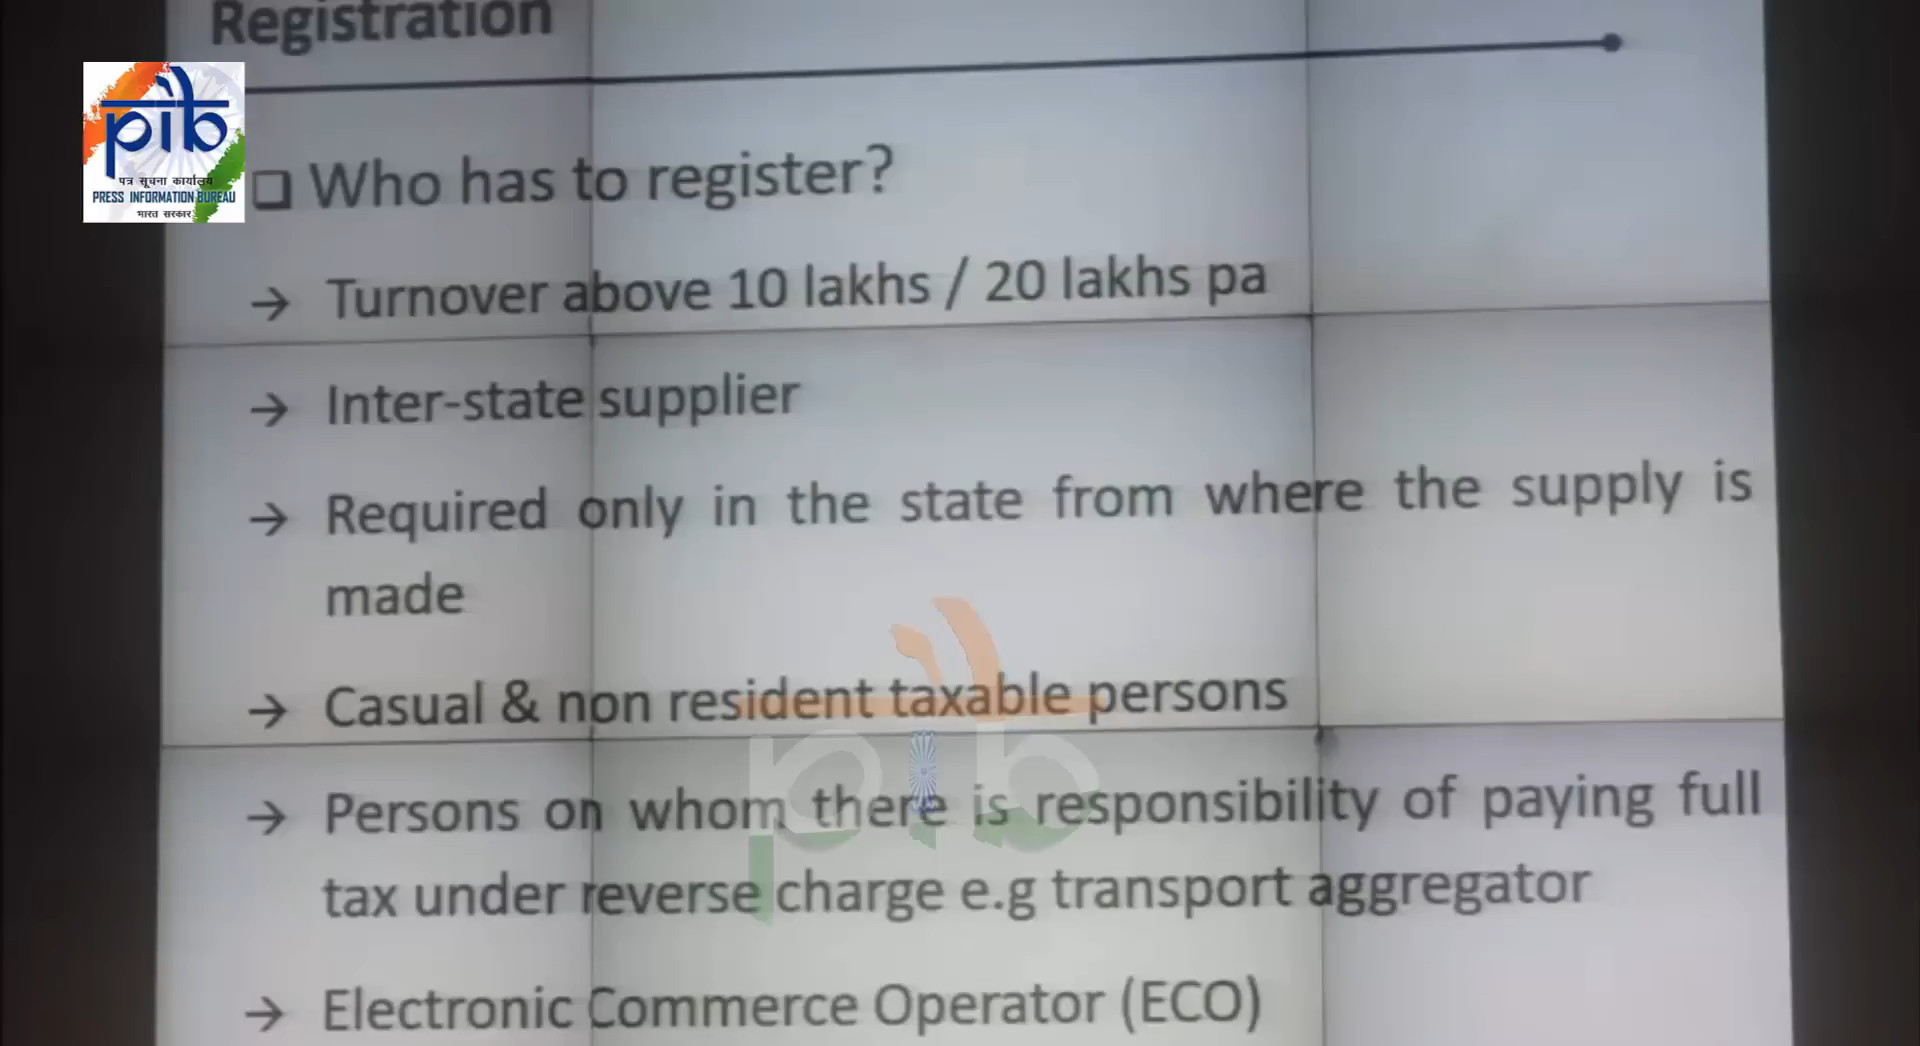 Registration
pib
पत्र सूचना कार्यालय
PRESS INFORMATION BUREAU
भारत सरकार
❑ Who has to register?
→ Turnover above 10 lakhs / 20 lakhs pa
→ Inter-state supplier
→ Required only in the state from where the supply is
made
→ Casual & non resident taxable persons
pib
→ Persons on whom there is responsibility of paying full
tax under reverse charge e.g transport aggregator
→ Electronic Commerce Operator (ECO)